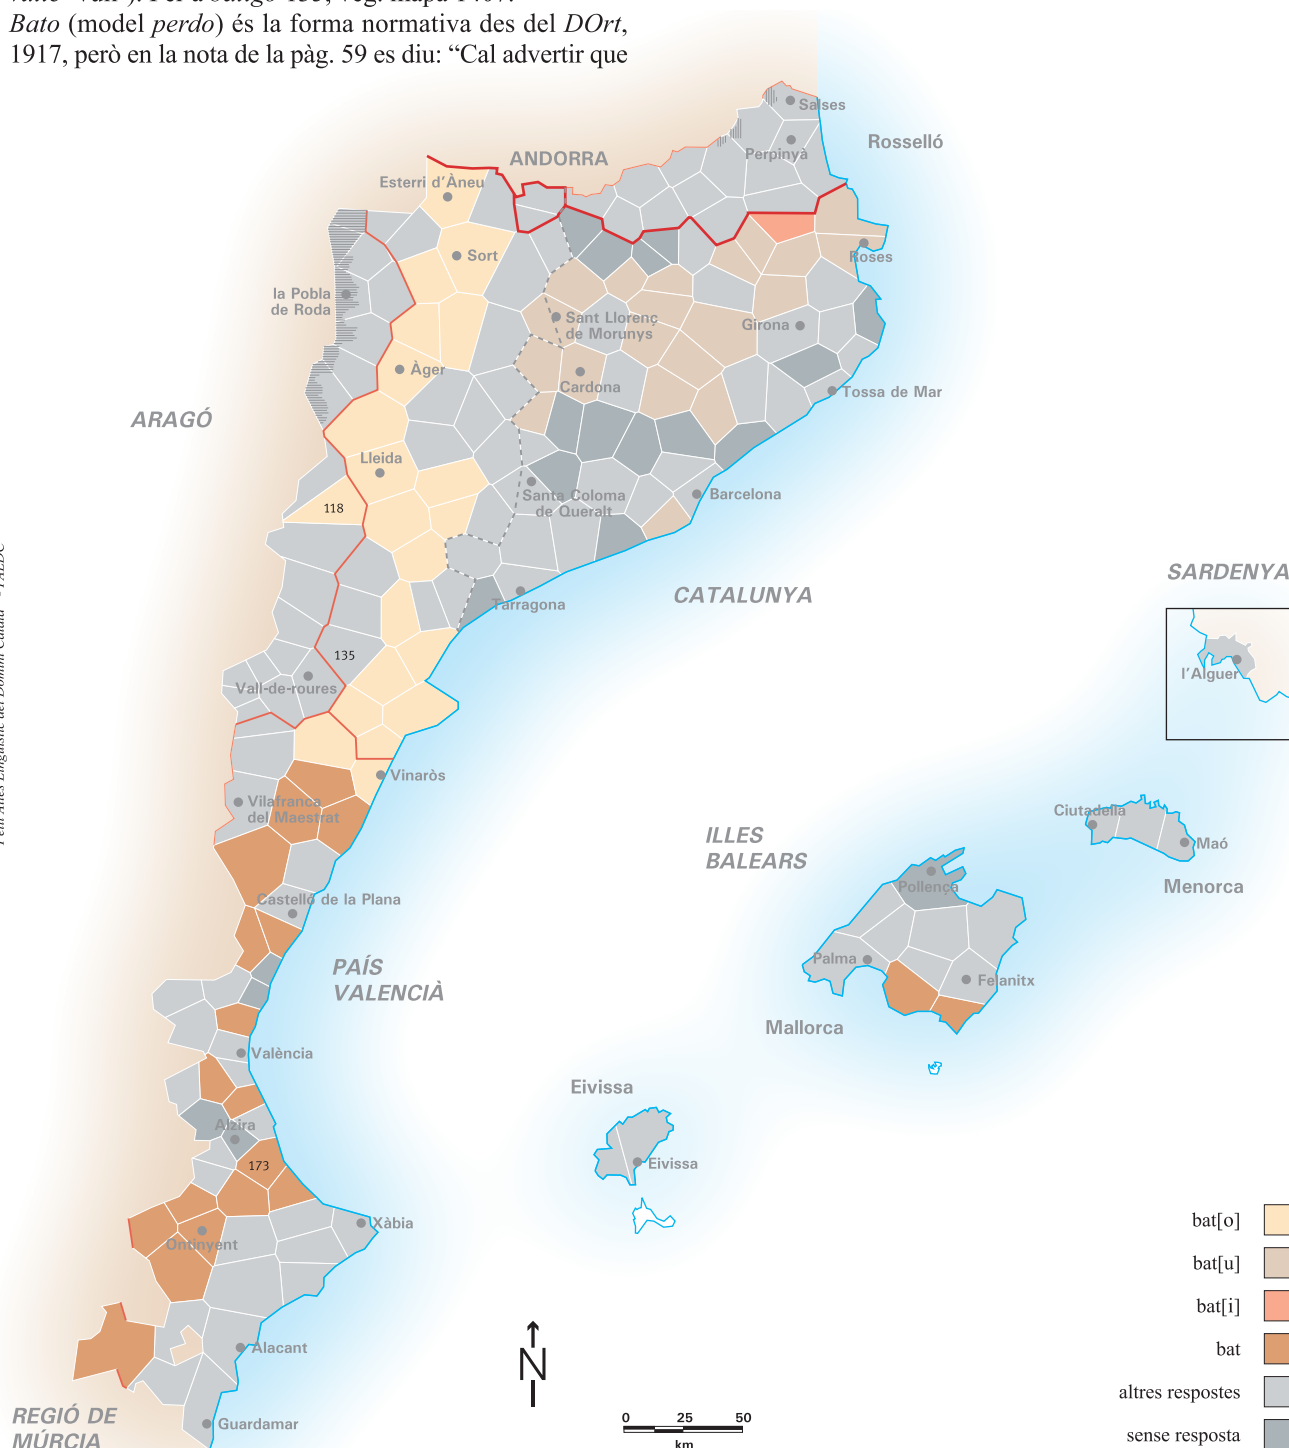 Bato (model perdo) és la forma normativa des del DOrt,
1917, però en la nota de la pàg. 59 es diu: “Cal advertir que
Salses
Rosselló
Perpinyà
ANDORRA
Esterri d’Àneu
Sort
Roses
la Pobla
de Roda
Sant Llorenç
de Morunys
Girona
Àger
Cardona
Tossa de Mar
ARAGÓ
Lleida
118
Santa Coloma
de Queralt
Barcelona
SARDENYA
CATALUNYA
Tarragona
135
l’Alguer
Vall-de-roures
Vinaròs
Vilafranca
del Maestrat
ILLES
BALEARS
Ciutadella
Maó
Menorca
Pollença
Castelló de la Plana
PAÍS
VALENCIÀ
Palma
Felanitx
Mallorca
València
Eivissa
Alzira
173
Eivissa
Xàbia
Ontinyent
bat[o]
bat[u]
bat[i]
bat
altres respostes
sense resposta
Alacant
N
REGIÓ DE
MÚRCIA
Guardamar
0 25 50
km